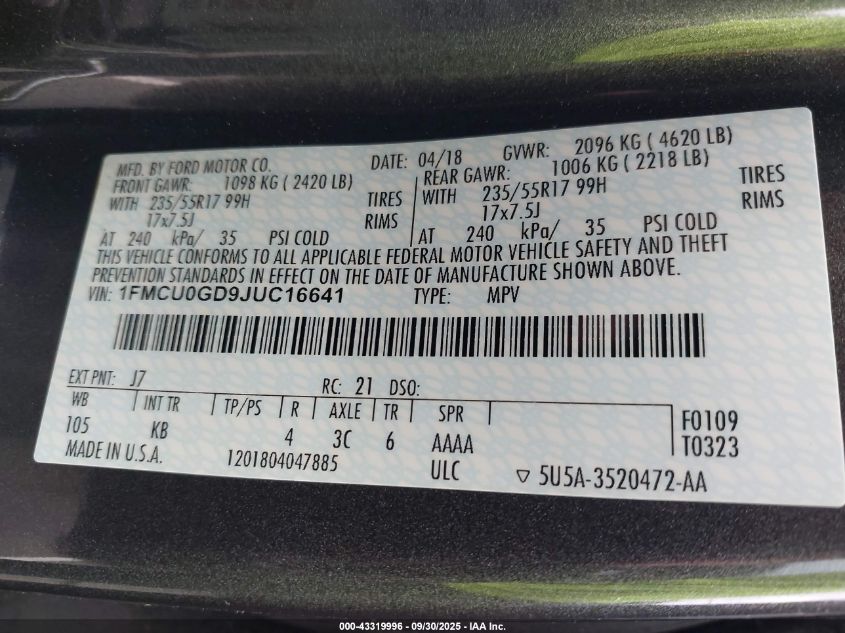 MFD. BY FORD MOTOR CO. DATE: 04/18 GVWR: 2096 KG ( 4620 LB)
FRONT GAWR: 1098 KG ( 2420 LB) REAR GAWR: 1006 KG ( 2218 LB)
WITH 235/55R17 99H TIRES WITH 235/55R17 99H TIRES
17x7.5J RIMS 17x7.5J RIMS
AT 240 kPa/ 35 PSI COLD AT 240 kPa/ 35 PSI COLD
THIS VEHICLE CONFORMS TO ALL APPLICABLE FEDERAL MOTOR VEHICLE SAFETY AND THEFT
PREVENTION STANDARDS IN EFFECT ON THE DATE OF MANUFACTURE SHOWN ABOVE.
VIN: 1FMCU0GD9JUC16641 TYPE: MPV
EXT PNT: J7 RC: 21 DSO:
WB INT TR TP/PS R AXLE TR SPR F0109
105 KB 4 3C 6 AAAA T0323
MADE IN U.S.A. 1201804047885 ULC ▽ 5U5A-3520472-AA
000-43319996 - 09/30/2025 - IAA Inc.